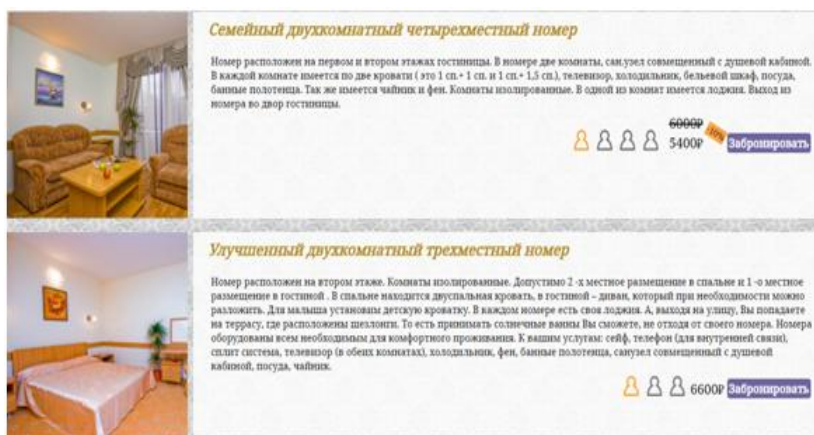 Семейный двухкомнатный четырехместный номер
Номер расположен на первом и втором этажах гостиницы. В номере две комнаты, сан.узел совмещенный с душевой кабиной.
В каждой комнате имеется по две кровати ( это 1 сп.+ 1 сп. и 1 сп.+ 1,5 сп.), телевизор, холодильник, бельевой шкаф, посуда,
банные полотенца. Так же имеется чайник и фен. Комнаты изолированные. В одной из комнат имеется лоджия. Выход из
номера во двор гостиницы.
6000₽
-10%
5400₽ Забронировать
Улучшенный двухкомнатный трехместный номер
Номер расположен на втором этаже. Комнаты изолированные. Допустимо 2 -х местное размещение в спальне и 1 -о местное
размещение в гостиной . В спальне находится двуспальная кровать, в гостиной – диван, который при необходимости можно
разложить. Для малыша установим детскую кроватку. В каждом номере есть своя лоджия. А, выходя на улицу, Вы попадаете
на террасу, где расположены шезлонги. То есть принимать солнечные ванны Вы сможете, не отходя от своего номера. Номера
оборудованы всем необходимым для комфортного проживания. К вашим услугам: сейф, телефон (для внутренней связи),
сплит система, телевизор (в обеих комнатах), холодильник, фен, банные полотенца, санузел совмещенный с душевой
кабиной, посуда, чайник.
6600₽ Забронировать